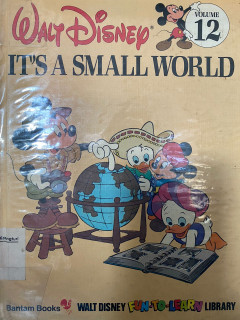 WALT DISNEY
VOLUME
12
IT'S A SMALL WORLD
Bantam Books
WALT DISNEY FUN-TO-LEARN LIBRARY